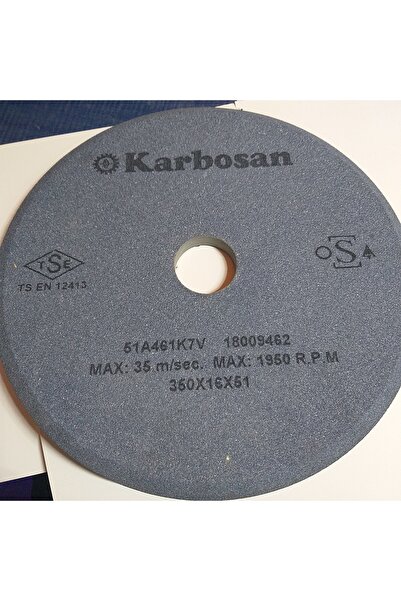 Karbosan
TSE
TS EN 12413
OSA
51A461K7V 18009462
MAX: 35 m/sec. MAX: 1950 R.P.M
350X16X51